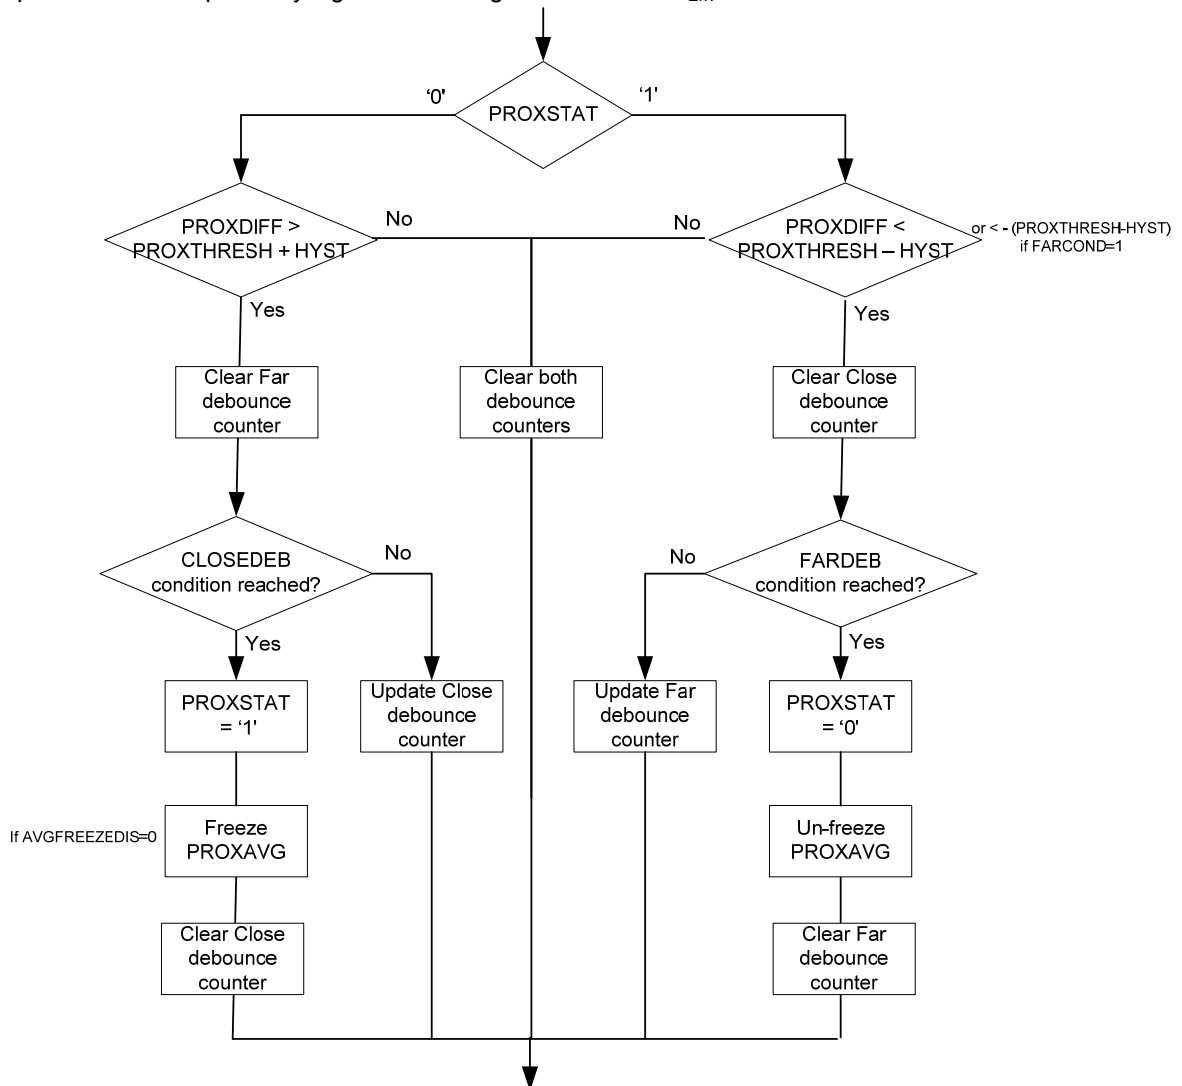 '0'
'1'
PROXSTAT
No
No
PROXDIFF >
PROXTHRESH + HYST
PROXDIFF <
PROXTHRESH – HYST
or < - (PROXTHRESH-HYST)
if FARCOND=1
Yes
Yes
Clear Far
debounce
counter
Clear both
debounce
counters
Clear Close
debounce
counter
CLOSEDEB
condition reached?
No
No
FARDEB
condition reached?
Yes
Yes
PROXSTAT
= '1'
Update Close
debounce
counter
Update Far
debounce
counter
PROXSTAT
= '0'
If AVGFREEZEDIS=0
Freeze
PROXAVG
Un-freeze
PROXAVG
Clear Close
debounce
counter
Clear Far
debounce
counter